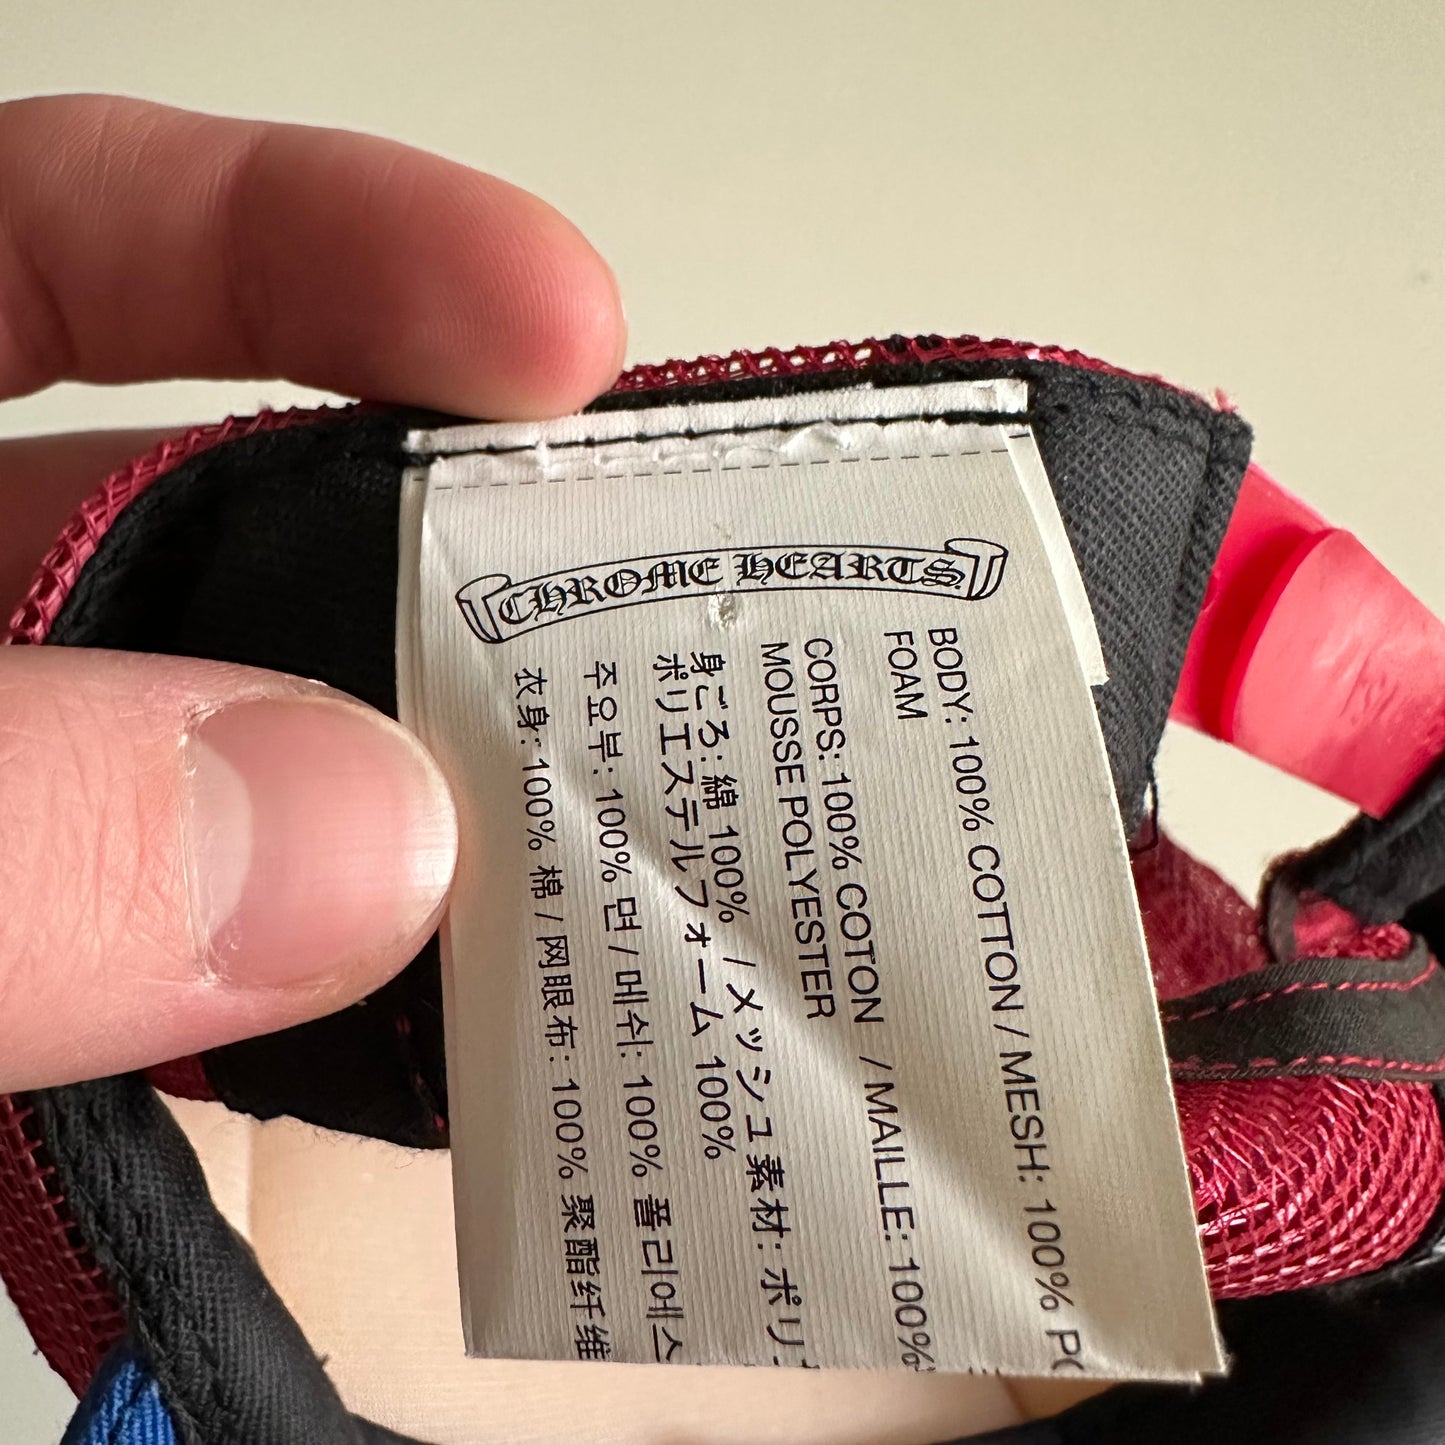 CHROME HEARTS
BODY: 100% COTTON / MESH: 100% PO
FOAM
CORPS: 100% COTON / MAILLE: 100%
MOUSSE POLYESTER
身ごろ: 綿 100% / メッシュ素材: ポリ
ポリエステルフォーム 100%
주요부: 100% 면 / 메쉬: 100% 폴리에스
衣身: 100% 棉 / 网眼布: 100% 聚酯纤维